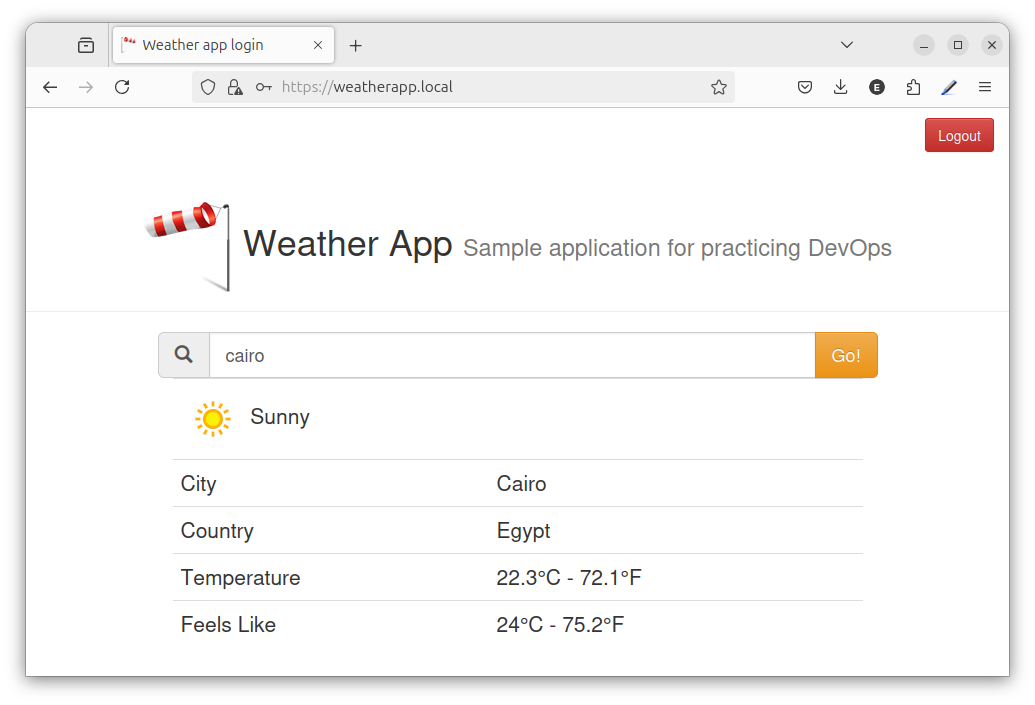 Weather app login
E
https://weatherapp.local
Logout
Weather App Sample application for practicing DevOps
cairo Go!
Sunny
City Cairo
Country Egypt
Temperature 22.3°C - 72.1°F
Feels Like 24°C - 75.2°F